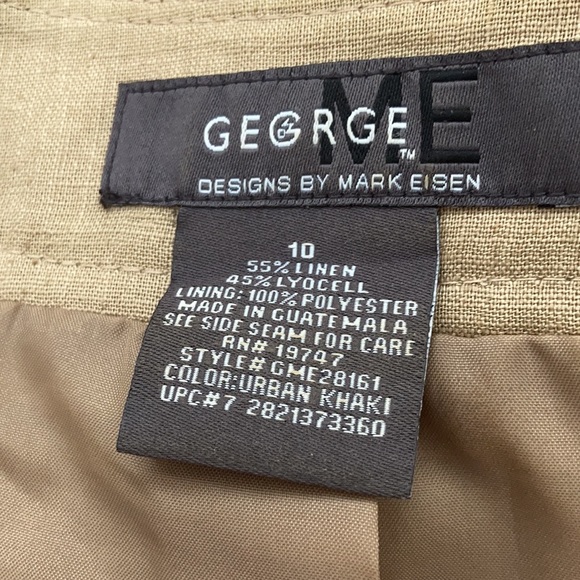 GEORGE ME™
DESIGNS BY MARK EISEN
10
55% LINEN
45% LYOCELL
LINING: 100% POLYESTER
MADE IN GUATEMALA
SEE SIDE SEAM FOR CARE
RN# 19747
STYLE# GME28161
COLOR:URBAN KHAKI
UPC#7 2821373360